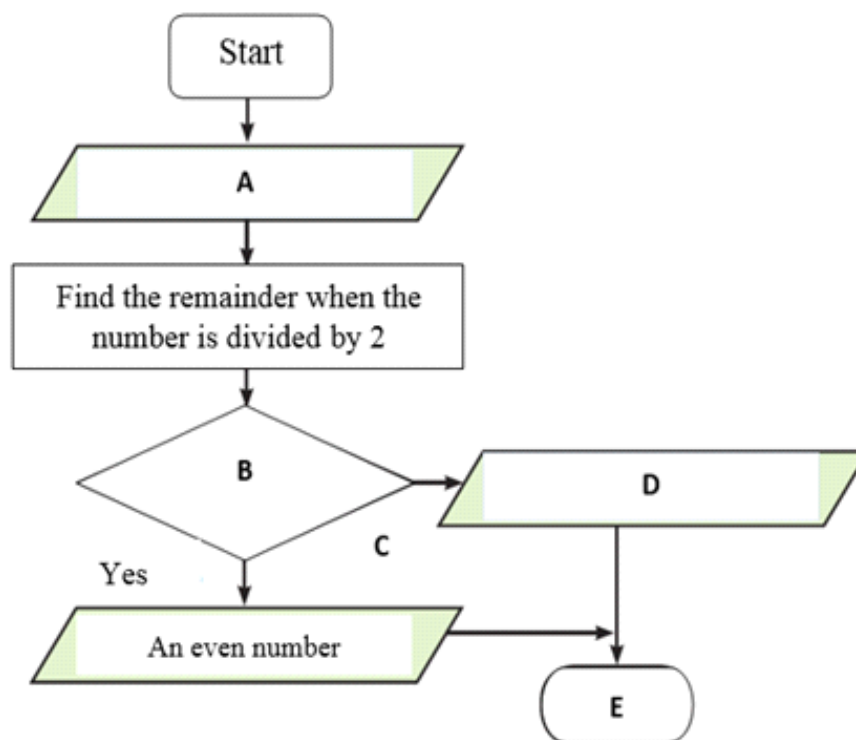 Start
A
Find the remainder when the
number is divided by 2
B
D
C
Yes
An even number
E